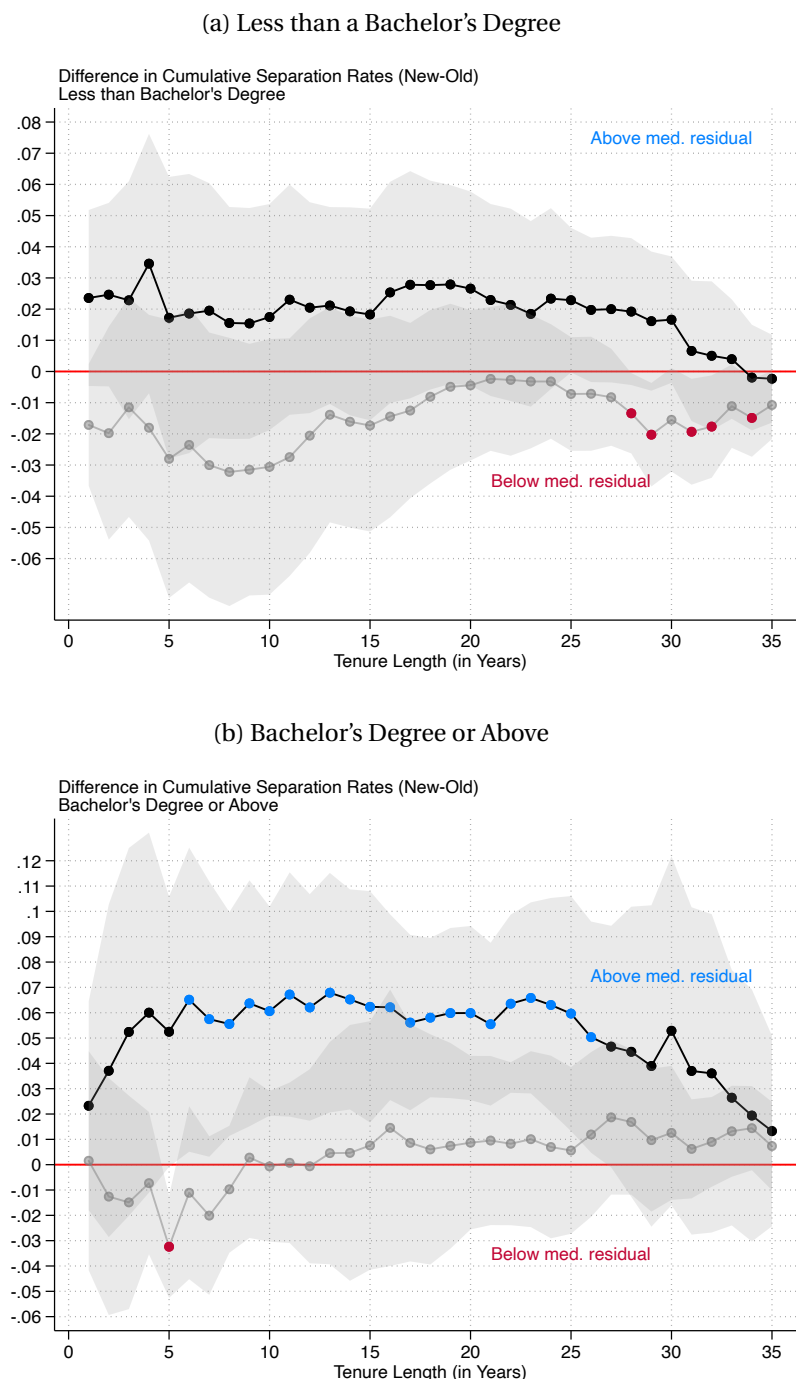 (a) Less than a Bachelor's Degree
Difference in Cumulative Separation Rates (New-Old)
Less than Bachelor's Degree
.08
.07
.06
.05
.04
.03
.02
.01
0
-.01
-.02
-.03
-.04
-.05
-.06
Above med. residual
Below med. residual
0 5 10 15 20 25 30 35
Tenure Length (in Years)
(b) Bachelor's Degree or Above
Difference in Cumulative Separation Rates (New-Old)
Bachelor's Degree or Above
.12
.11
.1
.09
.08
.07
.06
.05
.04
.03
.02
.01
0
-.01
-.02
-.03
-.04
-.05
-.06
Above med. residual
Below med. residual
0 5 10 15 20 25 30 35
Tenure Length (in Years)